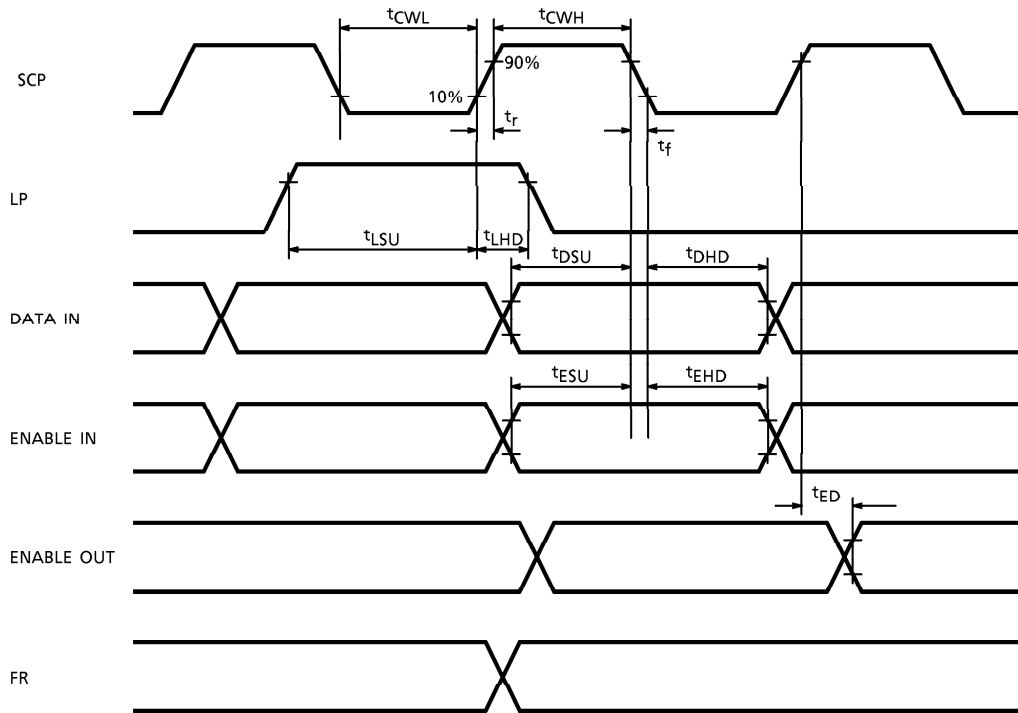 tCWL tCWH
SCP
90%
10%
tr
tf
LP
tLSU tLHD
tDSU tDHD
DATA IN
tESU tEHD
ENABLE IN
tED
ENABLE OUT
FR